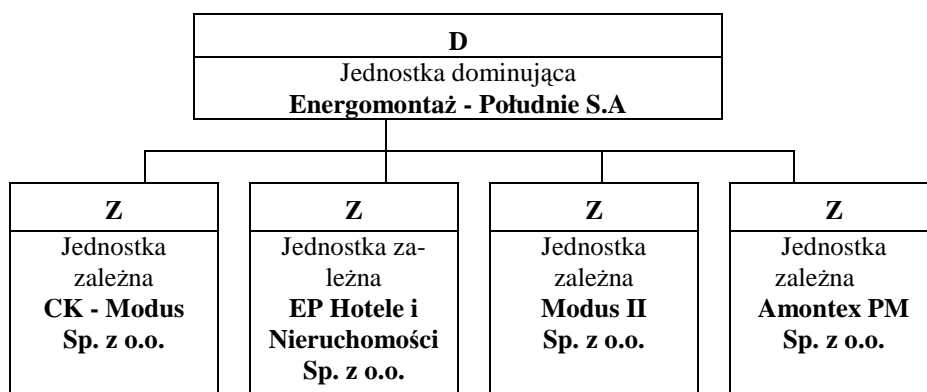 D
Jednostka dominująca
Energomontaż - Południe S.A
Z
Jednostka
zależna
CK - Modus
Sp. z o.o.
Z
Jednostka za-
leżna
EP Hotele i
Nieruchomości
Sp. z o.o.
Z
Jednostka
zależna
Modus II
Sp. z o.o.
Z
Jednostka
zależna
Amontex PM
Sp. z o.o.